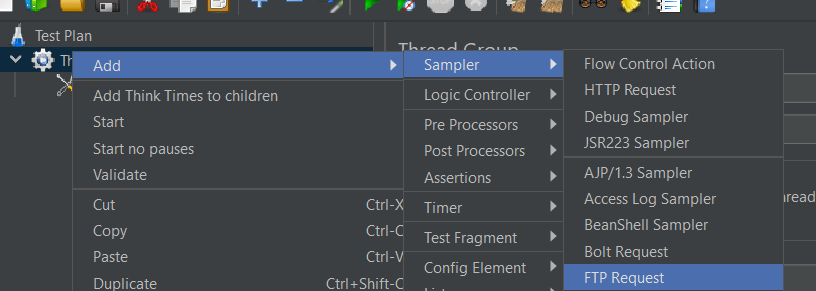 Test Plan
Th
Thread Group
Add
Add Think Times to children
Start
Start no pauses
Validate
Cut Ctrl-X
Copy Ctrl-C
Paste Ctrl-V
Duplicate Ctrl+Shift-C
Sampler
Logic Controller
Pre Processors
Post Processors
Assertions
Timer
Test Fragment
Config Element
Flow Control Action
HTTP Request
Debug Sampler
JSR223 Sampler
AJP/1.3 Sampler
Access Log Sampler
BeanShell Sampler
Bolt Request
FTP Request
hread